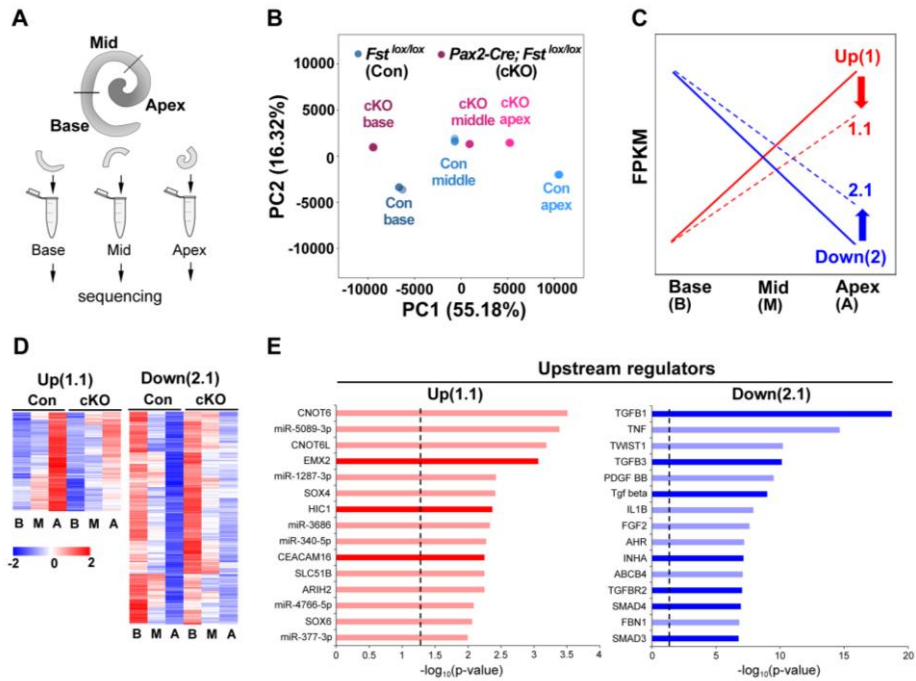 A
Mid
Apex
Base
Base
Mid
Apex
sequencing
B
Fst lox/lox
(Con)
Pax2-Cre; Fst lox/lox
(cKO)
cKO
base
cKO
middle
cKO
apex
Con
middle
Con
base
Con
apex
10000
5000
0
-5000
-10000
PC2 (16.32%)
-10000 -5000 0 5000 10000
PC1 (55.18%)
C
FPKM
Up(1)
1.1
2.1
Down(2)
Base
(B)
Mid
(M)
Apex
(A)
D
Up(1.1)
Con cKO
B M A B M A
-2 0 2
Down(2.1)
Con cKO
B M A B M A
E
Upstream regulators
Up(1.1)
CNOT6
miR-5089-3p
CNOT6L
EMX2
miR-1287-3p
SOX4
HIC1
miR-3686
miR-340-5p
CEACAM16
SLC51B
ARIH2
miR-4766-5p
SOX6
miR-377-3p
0 0.5 1 1.5 2 2.5 3 3.5 4
-log10(p-value)
Down(2.1)
TGFB1
TNF
TWIST1
TGFB3
PDGF BB
Tgf beta
IL1B
FGF2
AHR
INHA
ABCB4
TGFBR2
SMAD4
FBN1
SMAD3
0 5 10 15 20
-log10(p-value)